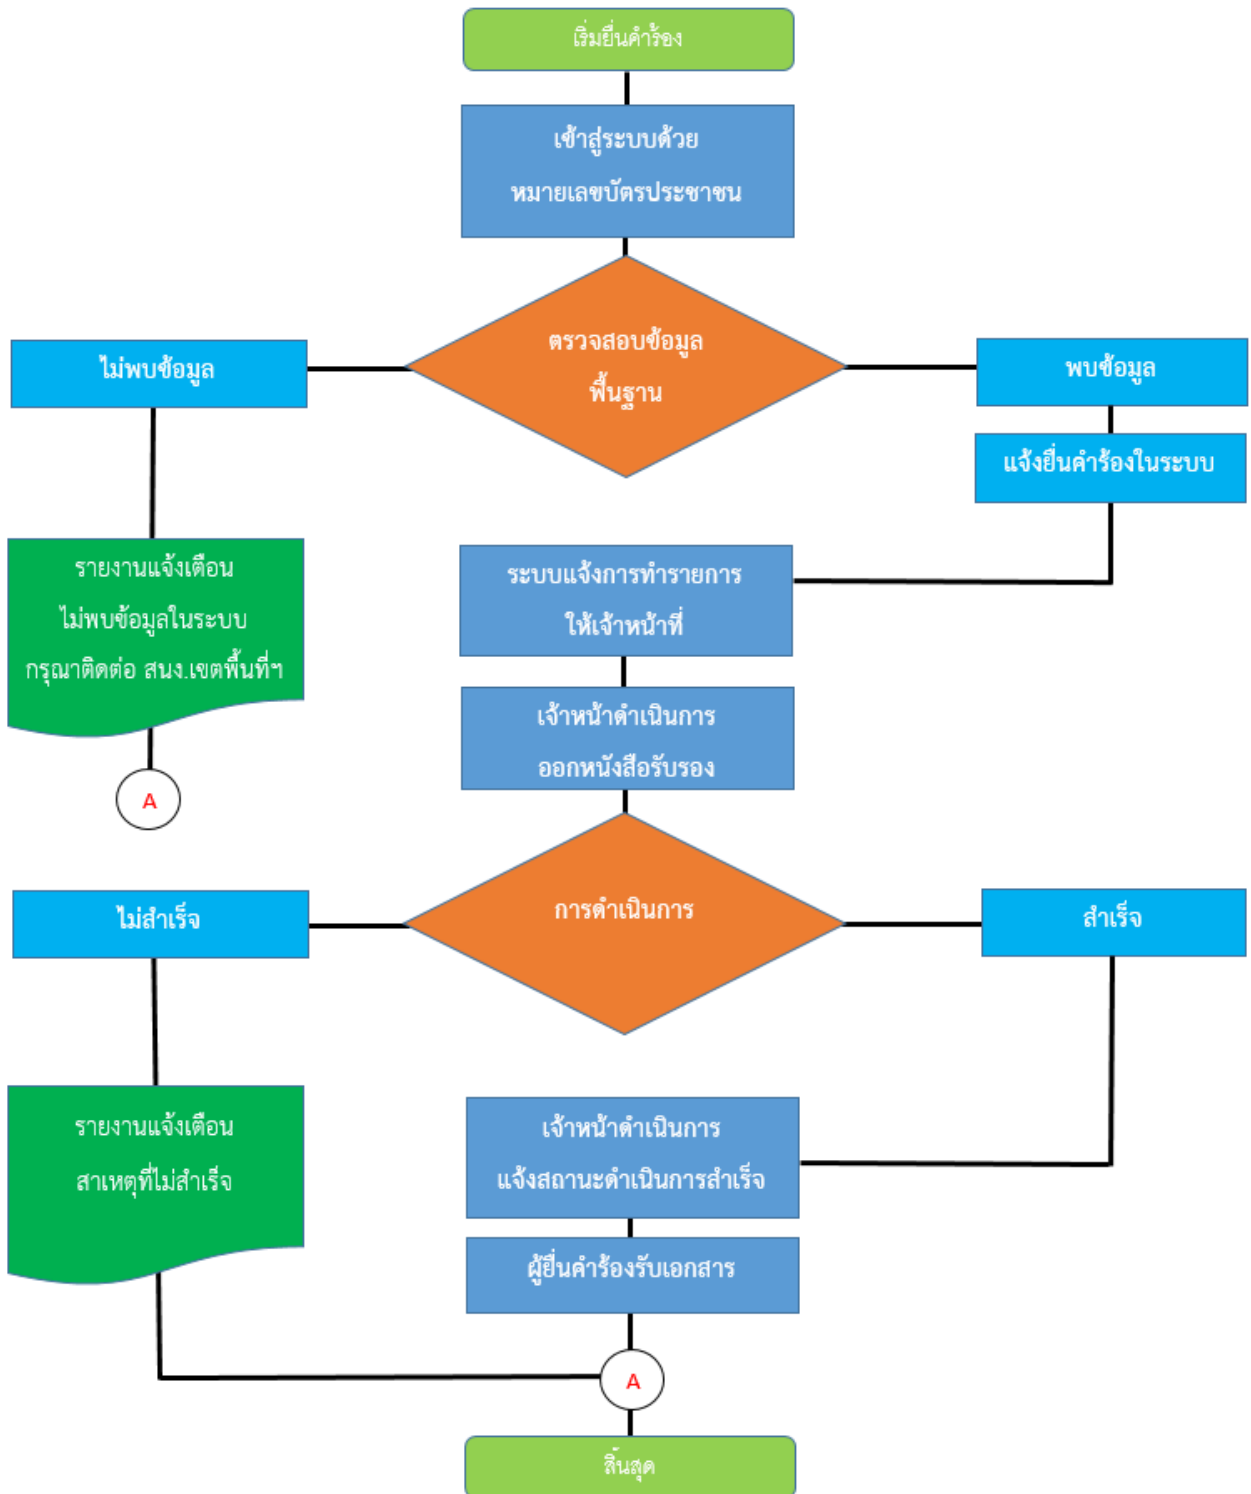 เริ่มยื่นคำร้อง
เข้าสู่ระบบด้วย
หมายเลขบัตรประชาชน
ตรวจสอบข้อมูล
พื้นฐาน
ไม่พบข้อมูล
พบข้อมูล
แจ้งยื่นคำร้องในระบบ
รายงานแจ้งเตือน
ไม่พบข้อมูลในระบบ
กรุณาติดต่อ สนง.เขตพื้นที่ฯ
A
ระบบแจ้งการทำรายการ
ให้เจ้าหน้าที่
เจ้าหน้าดำเนินการ
ออกหนังสือรับรอง
การดำเนินการ
ไม่สำเร็จ
สำเร็จ
รายงานแจ้งเตือน
สาเหตุที่ไม่สำเร็จ
เจ้าหน้าดำเนินการ
แจ้งสถานะดำเนินการสำเร็จ
ผู้ยื่นคำร้องรับเอกสาร
A
สิ้นสุด